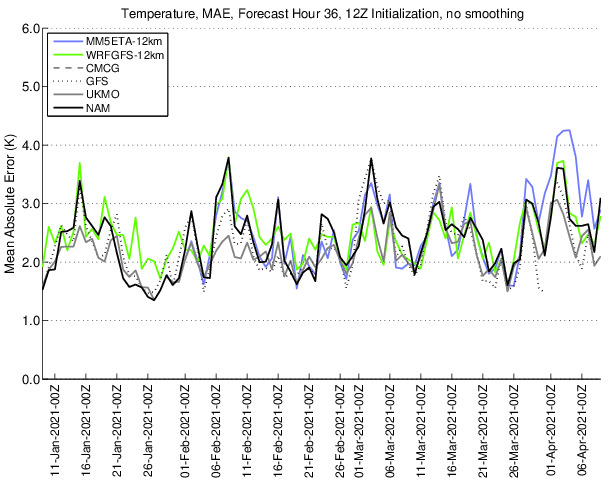 Temperature, MAE, Forecast Hour 36, 12Z Initialization, no smoothing
6.0
5.0
4.0
3.0
2.0
1.0
0.0
Mean Absolute Error (K)
MM5ETA-12km
WRFGFS-12km
CMCG
GFS
UKMO
NAM
11-Jan-2021-00Z
16-Jan-2021-00Z
21-Jan-2021-00Z
26-Jan-2021-00Z
01-Feb-2021-00Z
06-Feb-2021-00Z
11-Feb-2021-00Z
16-Feb-2021-00Z
21-Feb-2021-00Z
26-Feb-2021-00Z
01-Mar-2021-00Z
06-Mar-2021-00Z
11-Mar-2021-00Z
16-Mar-2021-00Z
21-Mar-2021-00Z
26-Mar-2021-00Z
01-Apr-2021-00Z
06-Apr-2021-00Z